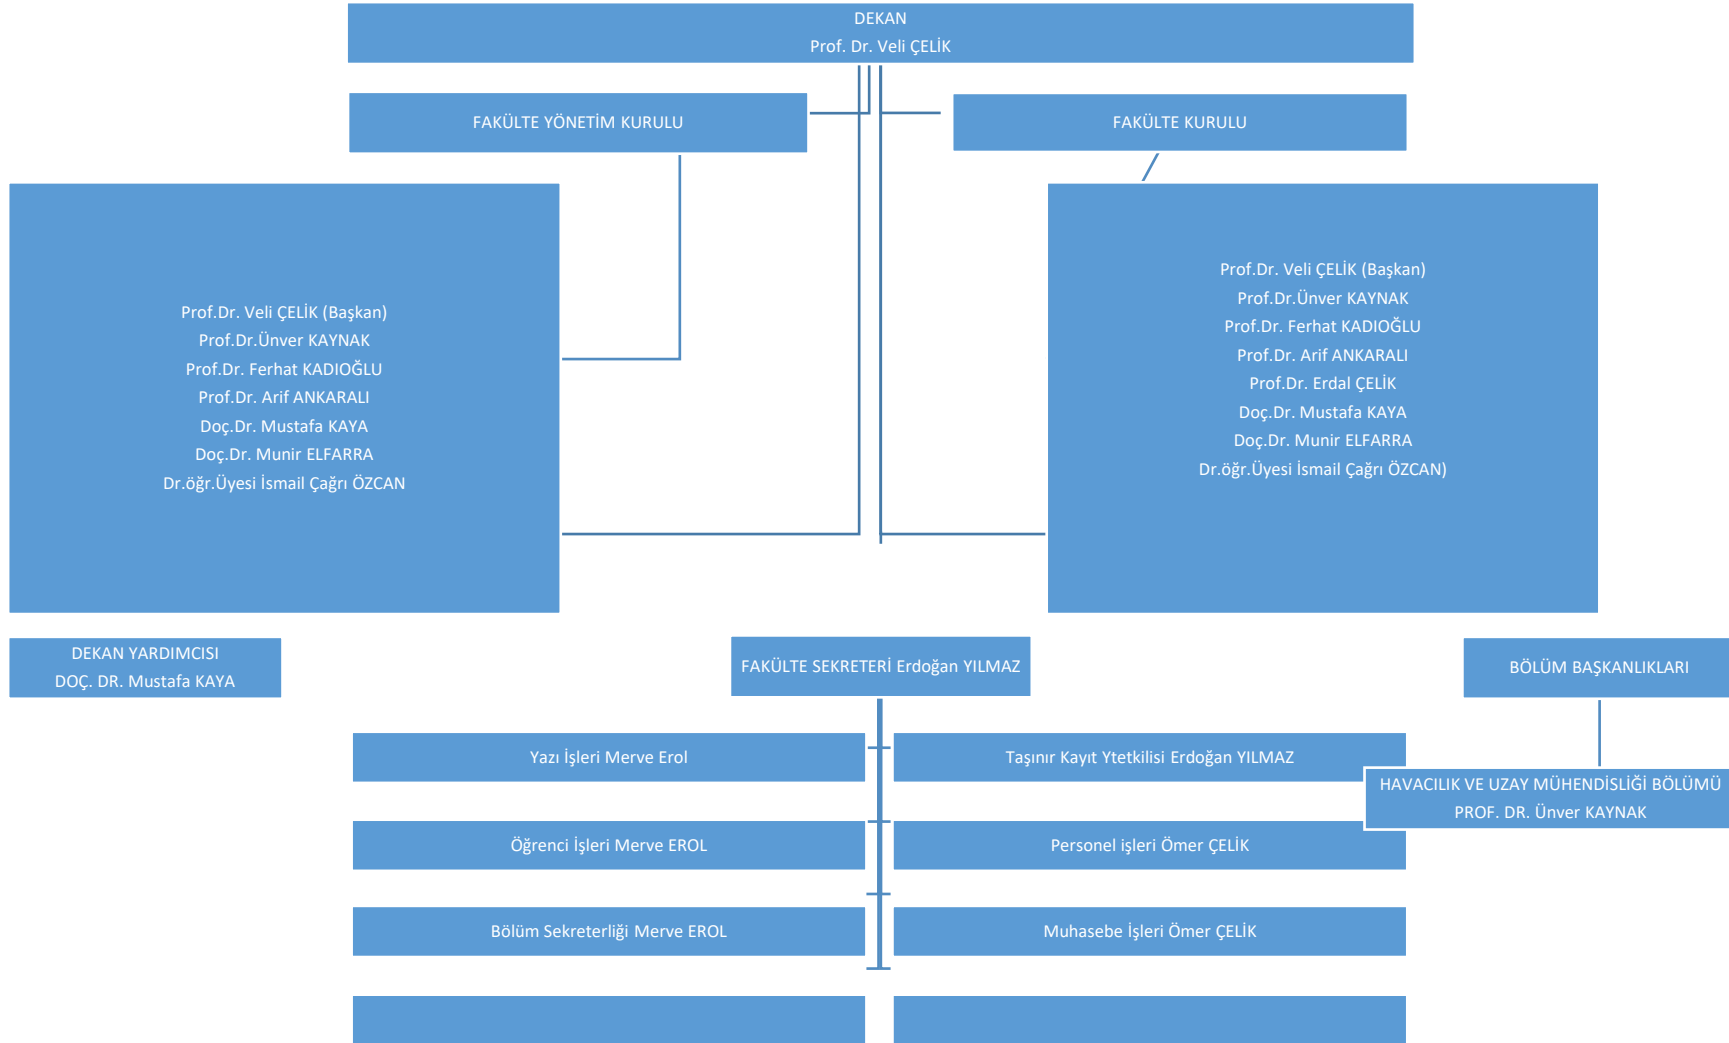 DEKAN
Prof. Dr. Veli ÇELİK
FAKÜLTE YÖNETİM KURULU
FAKÜLTE KURULU
Prof.Dr. Veli ÇELİK (Başkan)
Prof.Dr.Ünver KAYNAK
Prof.Dr. Ferhat KADIOĞLU
Prof.Dr. Arif ANKARALI
Doç.Dr. Mustafa KAYA
Doç.Dr. Munir ELFARRA
Dr.öğr.Üyesi İsmail Çağrı ÖZCAN
Prof.Dr. Veli ÇELİK (Başkan)
Prof.Dr.Ünver KAYNAK
Prof.Dr. Ferhat KADIOĞLU
Prof.Dr. Arif ANKARALI
Prof.Dr. Erdal ÇELİK
Doç.Dr. Mustafa KAYA
Doç.Dr. Munir ELFARRA
Dr.öğr.Üyesi İsmail Çağrı ÖZCAN)
DEKAN YARDIMCISI
DOÇ. DR. Mustafa KAYA
FAKÜLTE SEKRETERİ Erdoğan YILMAZ
BÖLÜM BAŞKANLIKLARI
Yazı İşleri Merve Erol
Taşınır Kayıt Ytetkilisi Erdoğan YILMAZ
HAVACILIK VE UZAY MÜHENDİSLİĞİ BÖLÜMÜ
PROF. DR. Ünver KAYNAK
Öğrenci İşleri Merve EROL
Personel işleri Ömer ÇELİK
Bölüm Sekreterliği Merve EROL
Muhasebe İşleri Ömer ÇELİK